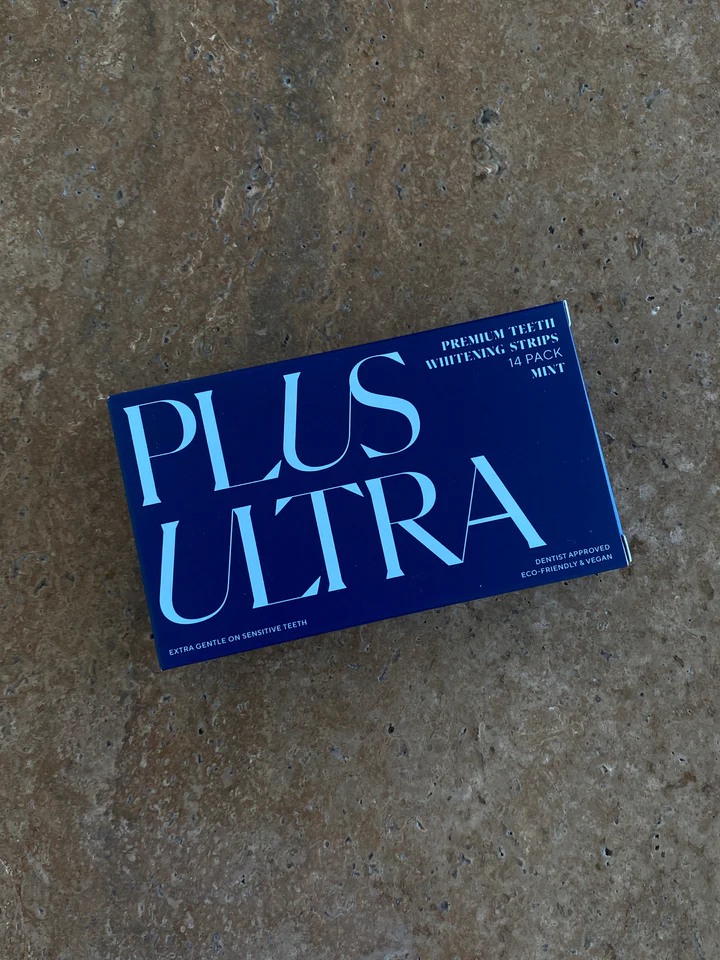 PLUS
ULTRA
PREMIUM TEETH
WHITENING STRIPS
14 PACK
MINT
EXTRA GENTLE ON SENSITIVE TEETH
DENTIST APPROVED
ECO-FRIENDLY & VEGAN